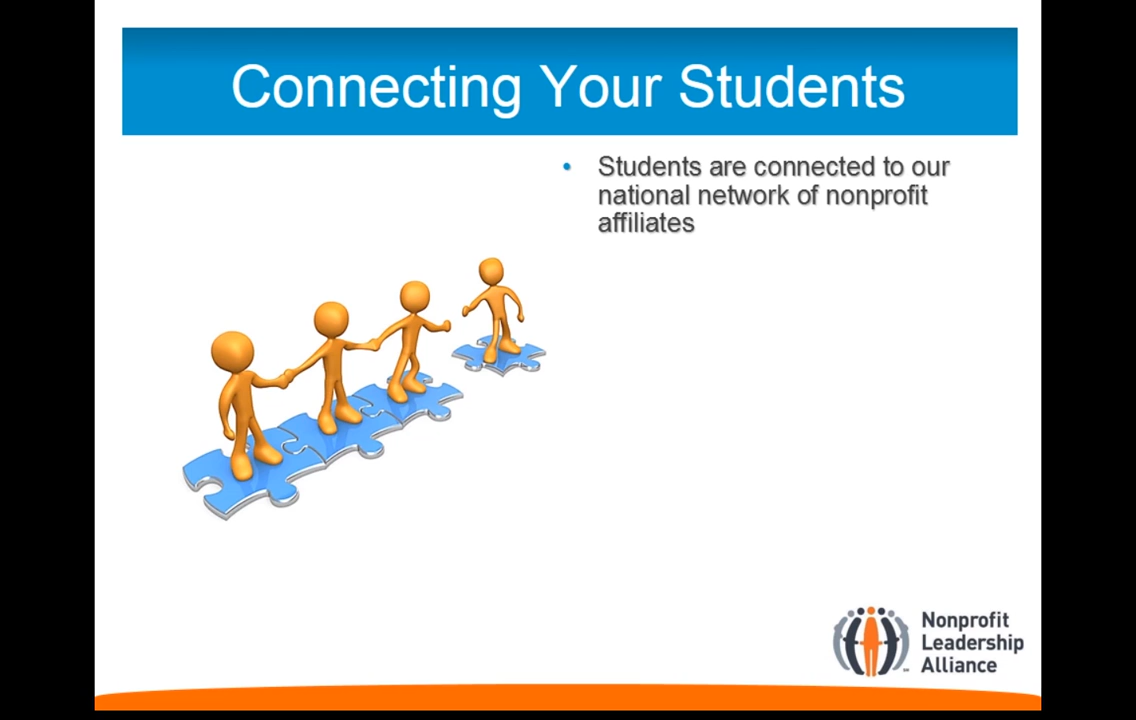 Connecting Your Students
• Students are connected to our
national network of nonprofit
affiliates
Nonprofit
Leadership
Alliance